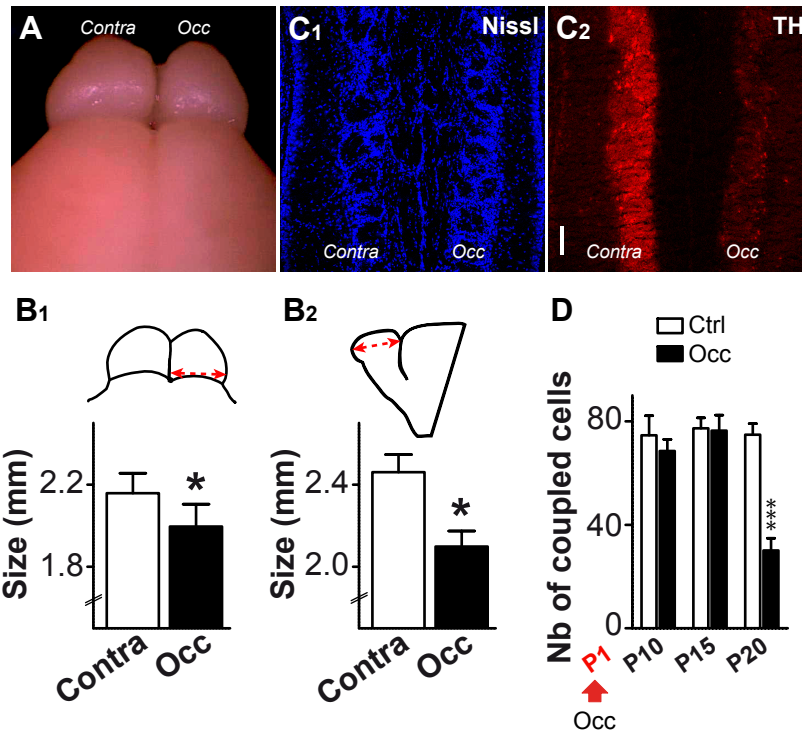 A
Contra
Occ
C1
Nissl
Contra
Occ
C2
TH
Contra
Occ
B1
Size (mm)
2.2
1.8
*
Contra
Occ
B2
Size (mm)
2.4
2.0
*
Contra
Occ
D
Ctrl
Occ
Nb of coupled cells
80
40
0
***
P1
P10
P15
P20
Occ